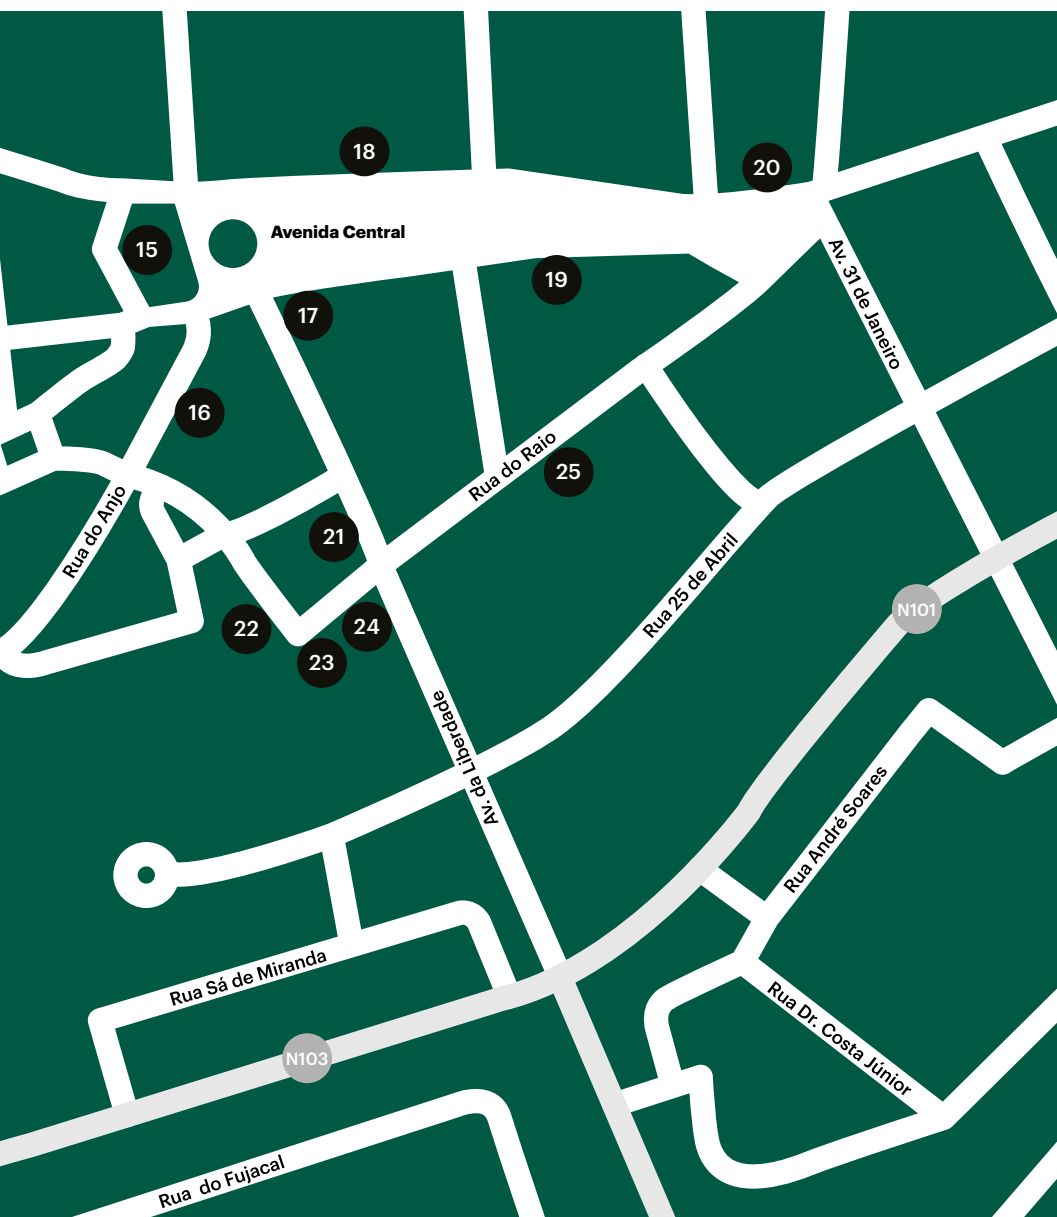 18
20
Avenida Central
15
19
Av. 31 de Janeiro
17
16
Rua do Raio
25
Rua do Anjo
21
Rua 25 de Abril
N101
22
24
23
Av. da Liberdade
Rua André Soares
Rua Sá de Miranda
Rua Dr. Costa Júnior
N103
Rua do Fujacal